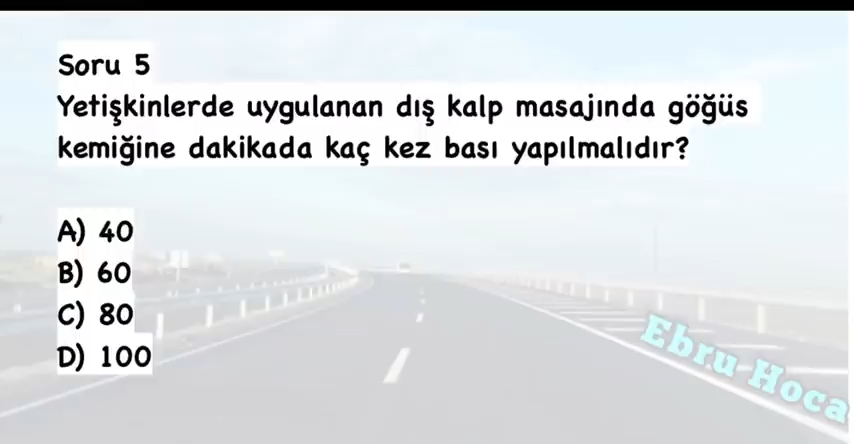 Soru 5
Yetişkinlerde uygulanan dış kalp masajında göğüs
kemiğine dakikada kaç kez bası yapılmalıdır?
A) 40
B) 60
C) 80
D) 100
Ebru Hoca